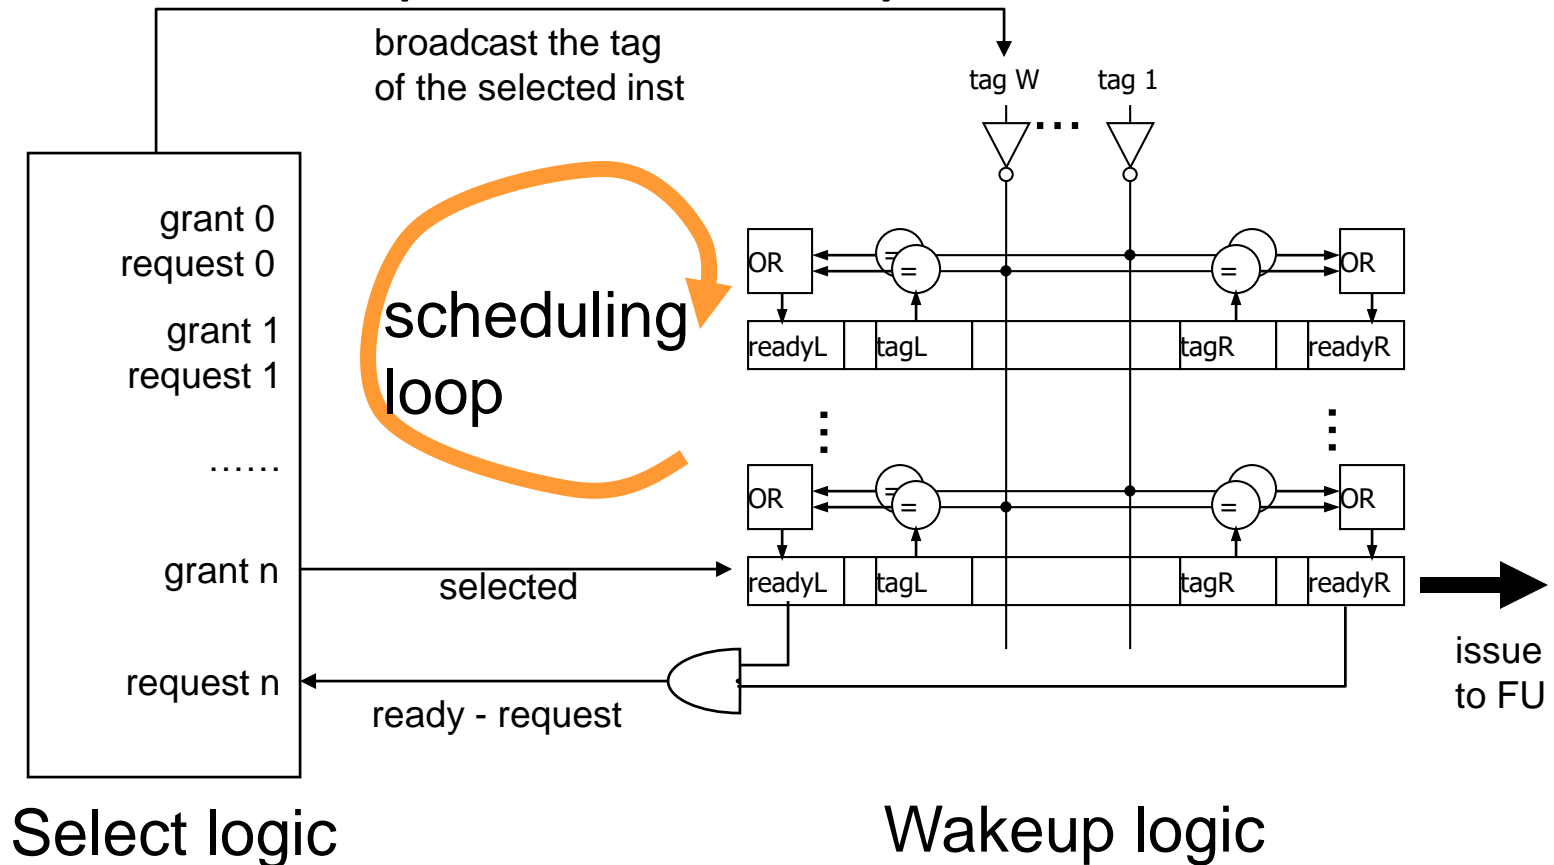 broadcast the tag
of the selected inst
tag W
...
tag 1
grant 0
request 0
grant 1
request 1
......
grant n
request n
scheduling
loop
OR
=
=
=
OR
readyL
tagL
tagR
readyR
OR
=
=
=
OR
readyL
tagL
tagR
readyR
selected
ready - request
issue
to FU
Select logic
Wakeup logic